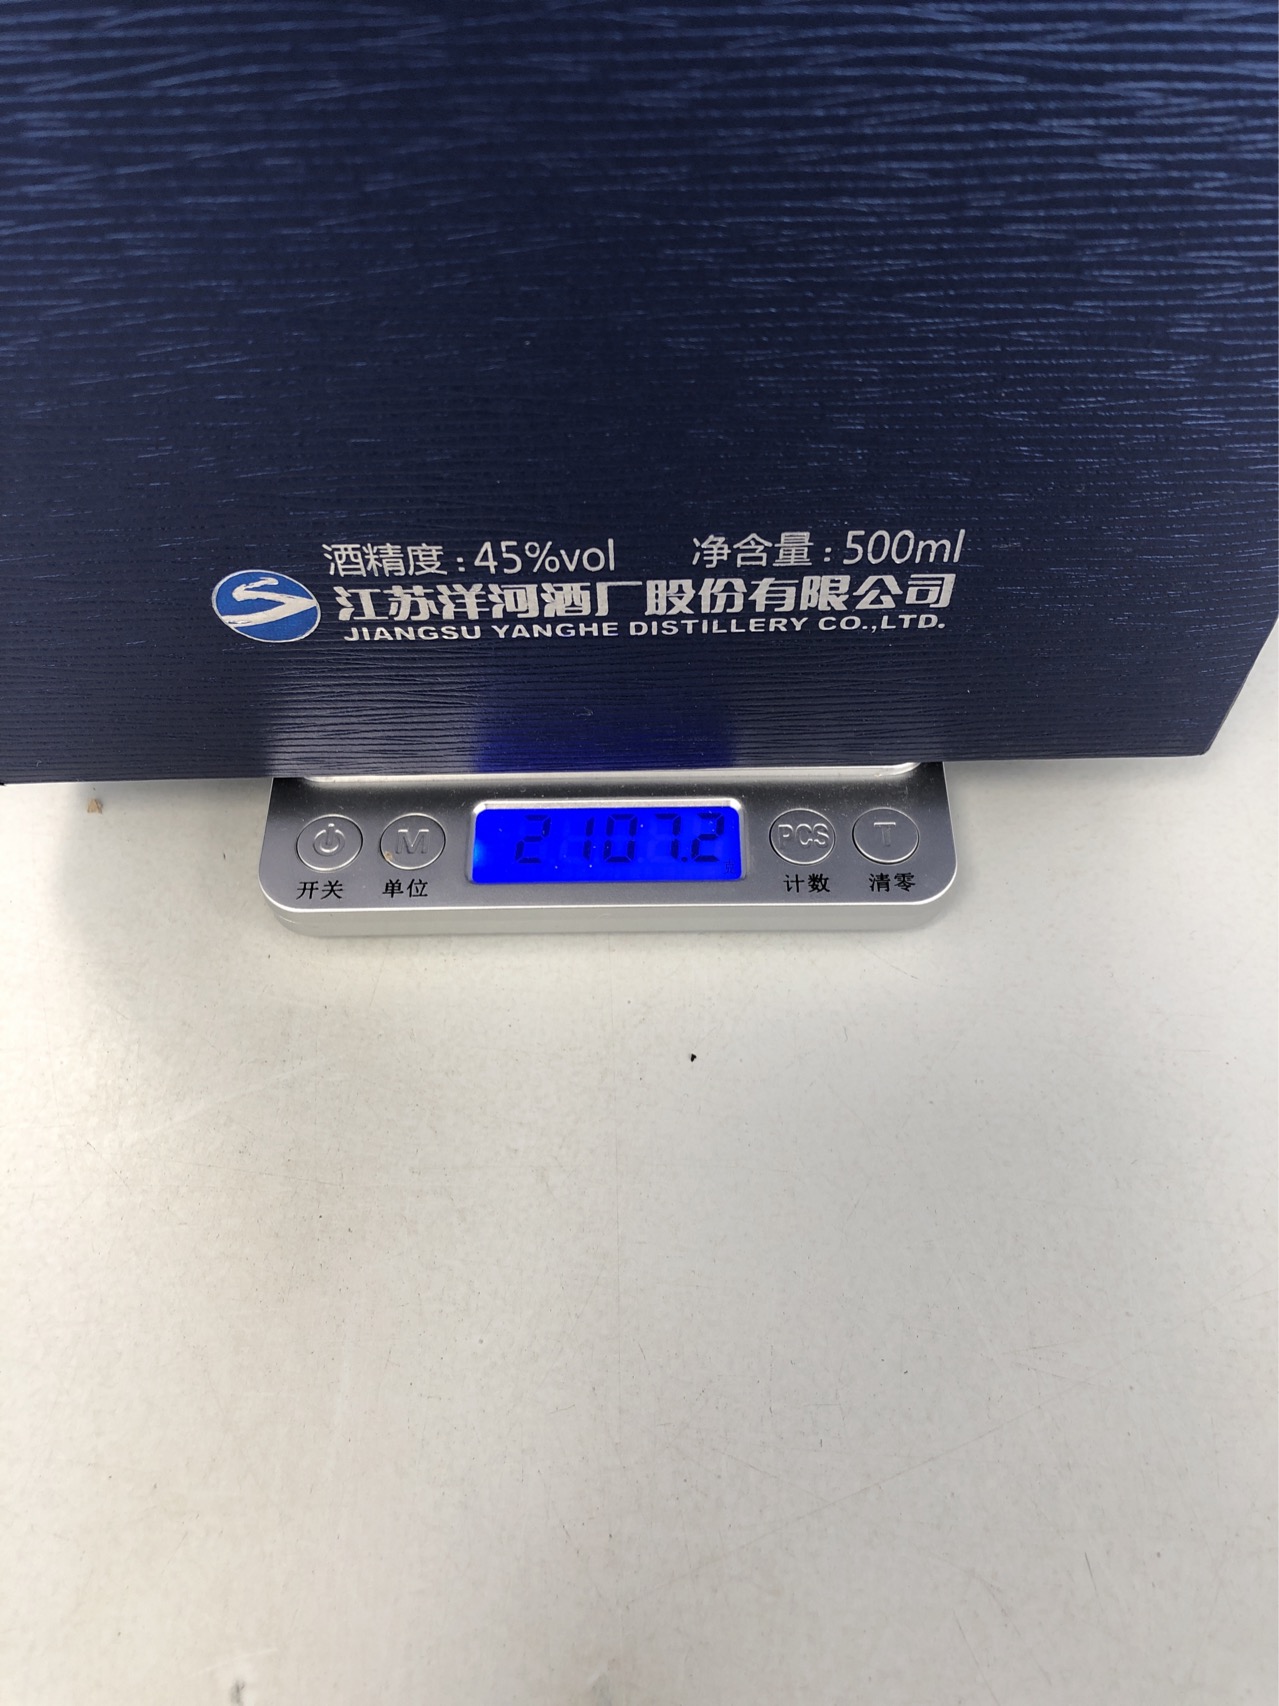 酒精度：45%vol 净含量：500ml
江苏洋河酒厂股份有限公司
JIANGSU YANGHE DISTILLERY CO.,LTD.
M 2107.2 PCS T
开关 单位 计数 清零